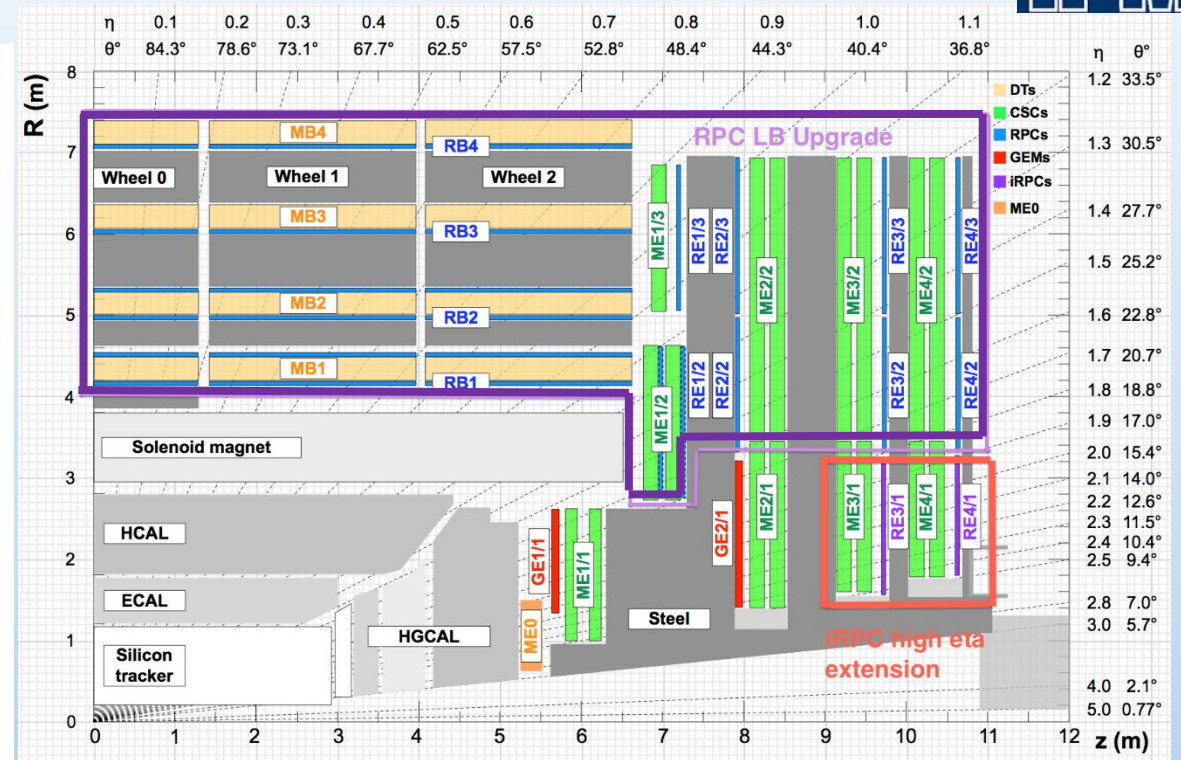 η 0.1 0.2 0.3 0.4 0.5 0.6 0.7 0.8 0.9 1.0 1.1
θ° 84.3° 78.6° 73.1° 67.7° 62.5° 57.5° 52.8° 48.4° 44.3° 40.4° 36.8° η θ°
R (m)
8
7
6
5
4
3
2
1
0
1.2 33.5°
1.3 30.5°
1.4 27.7°
1.5 25.2°
1.6 22.8°
1.7 20.7°
1.8 18.8°
1.9 17.0°
2.0 15.4°
2.1 14.0°
2.2 12.6°
2.3 11.5°
2.4 10.4°
2.5 9.4°
2.8 7.0°
3.0 5.7°
4.0 2.1°
5.0 0.77°
DTs
CSCs
RPCs
GEMs
iRPCs
ME0
RPC LB Upgrade
MB4
RB4
Wheel 0 Wheel 1 Wheel 2
MB3
RB3
MB2
RB2
MB1
RB1
ME1/3
RE1/3
RE2/3
ME2/2
ME3/2
RE3/3
ME4/2
RE4/3
ME1/2
RE1/2
RE2/2
RE3/2
RE4/2
Solenoid magnet
HCAL
ECAL
Silicon
tracker
HGCAL
GE1/1
ME1/1
ME0
Steel
GE2/1
ME2/1
ME3/1
RE3/1
ME4/1
RE4/1
iRPC high eta
extension
0 1 2 3 4 5 6 7 8 9 10 11 12 z (m)